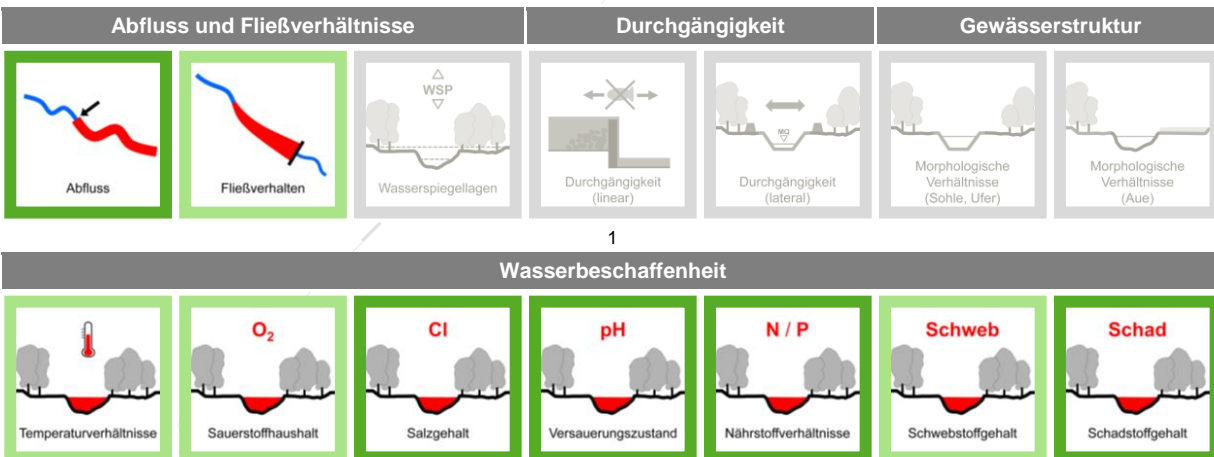 Abfluss und Fließverhältnisse Durchgängigkeit Gewässerstruktur
WSP
MQ
Abfluss
Fließverhalten
Wasserspiegellagen
Durchgängigkeit
(linear)
Durchgängigkeit
(lateral)
Morphologische
Verhältnisse
(Sohle, Ufer)
Morphologische
Verhältnisse
(Aue)
1
Wasserbeschaffenheit
O₂ Cl pH N / P Schweb Schad
Temperaturverhältnisse Sauerstoffhaushalt Salzgehalt Versauerungszustand Nährstoffverhältnisse Schwebstoffgehalt Schadstoffgehalt